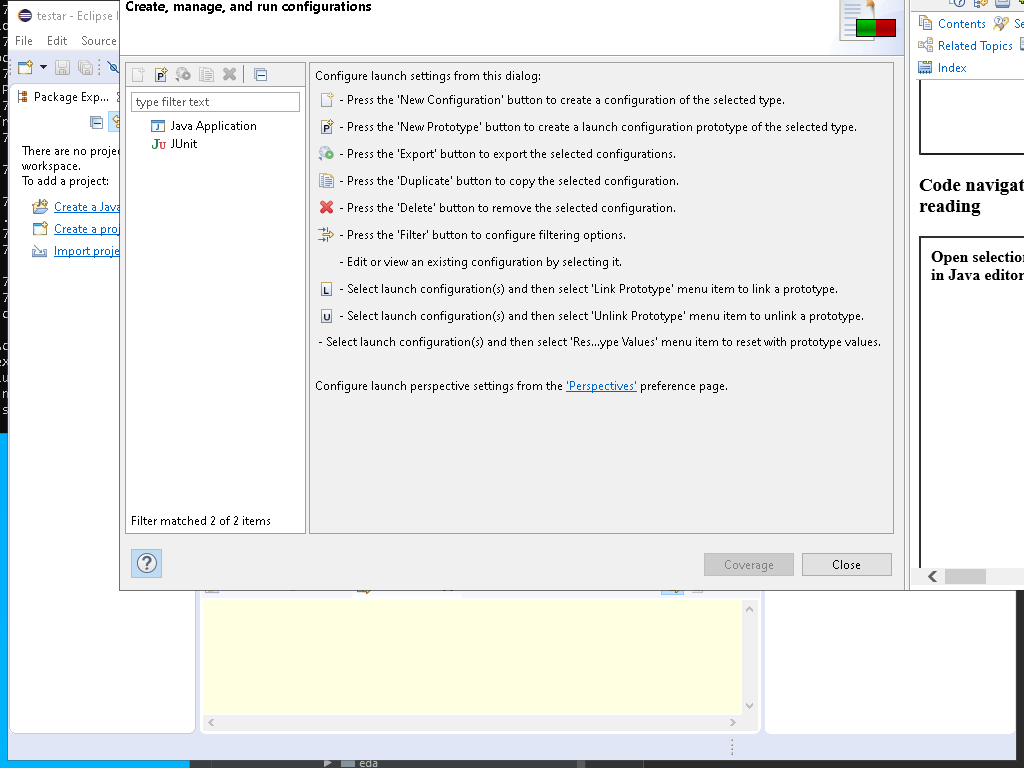 Create, manage, and run configurations
testar - Eclipse I
File Edit Source
Contents
Related Topics
Index
Package Exp...
Configure launch settings from this dialog:
type filter text
Java Application
JUnit
- Press the 'New Configuration' button to create a configuration of the selected type.
- Press the 'New Prototype' button to create a launch configuration prototype of the selected type.
- Press the 'Export' button to export the selected configurations.
- Press the 'Duplicate' button to copy the selected configuration.
- Press the 'Delete' button to remove the selected configuration.
- Press the 'Filter' button to configure filtering options.
- Edit or view an existing configuration by selecting it.
- Select launch configuration(s) and then select 'Link Prototype' menu item to link a prototype.
- Select launch configuration(s) and then select 'Unlink Prototype' menu item to unlink a prototype.
- Select launch configuration(s) and then select 'Res...ype Values' menu item to reset with prototype values.
Configure launch perspective settings from the 'Perspectives' preference page.
There are no proje
workspace.
To add a project:
Create a Java
Create a proj
Import proje
Code navigat
reading
Open selection
in Java editor
Filter matched 2 of 2 items
Coverage
Close
eda